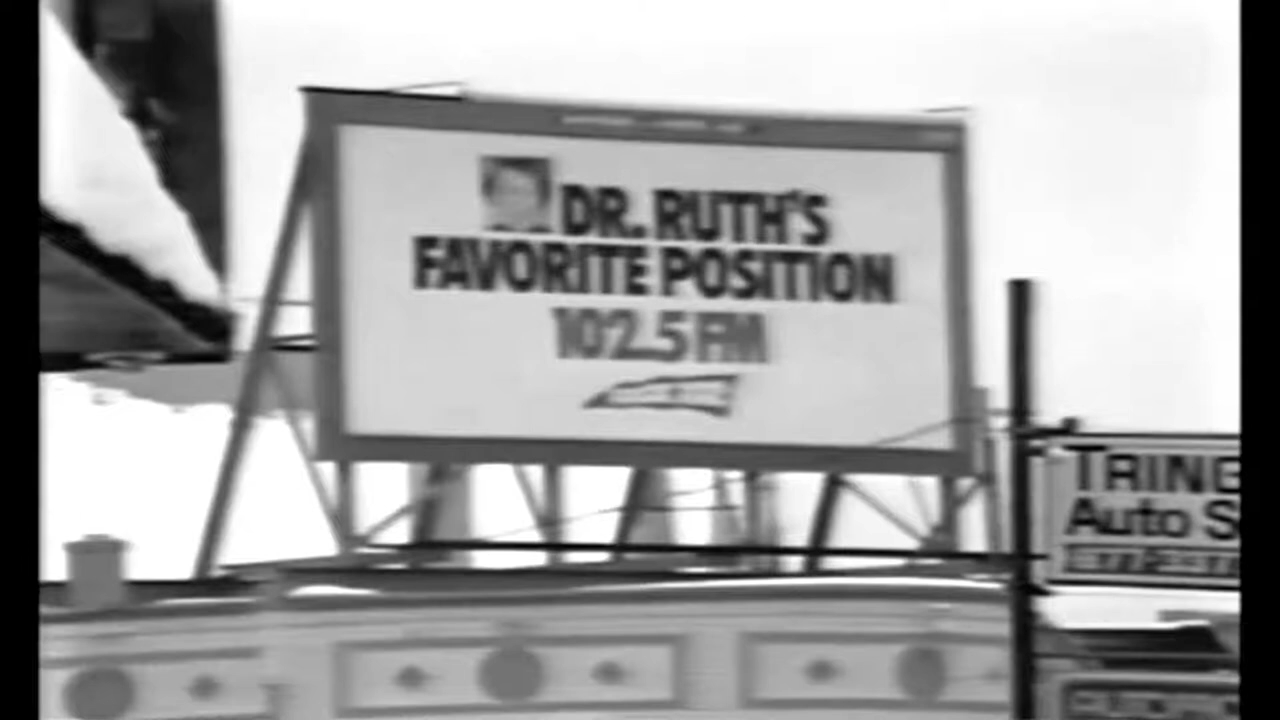 DR. RUTH'S
FAVORITE POSITION
102.5 FM
TRING
Auto S